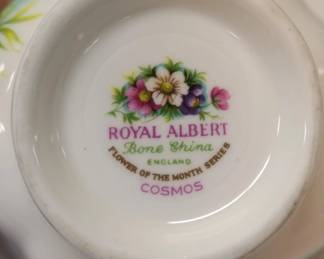 ROYAL ALBERT
Bone China
ENGLAND
FLOWER OF THE MONTH SERIES
COSMOS